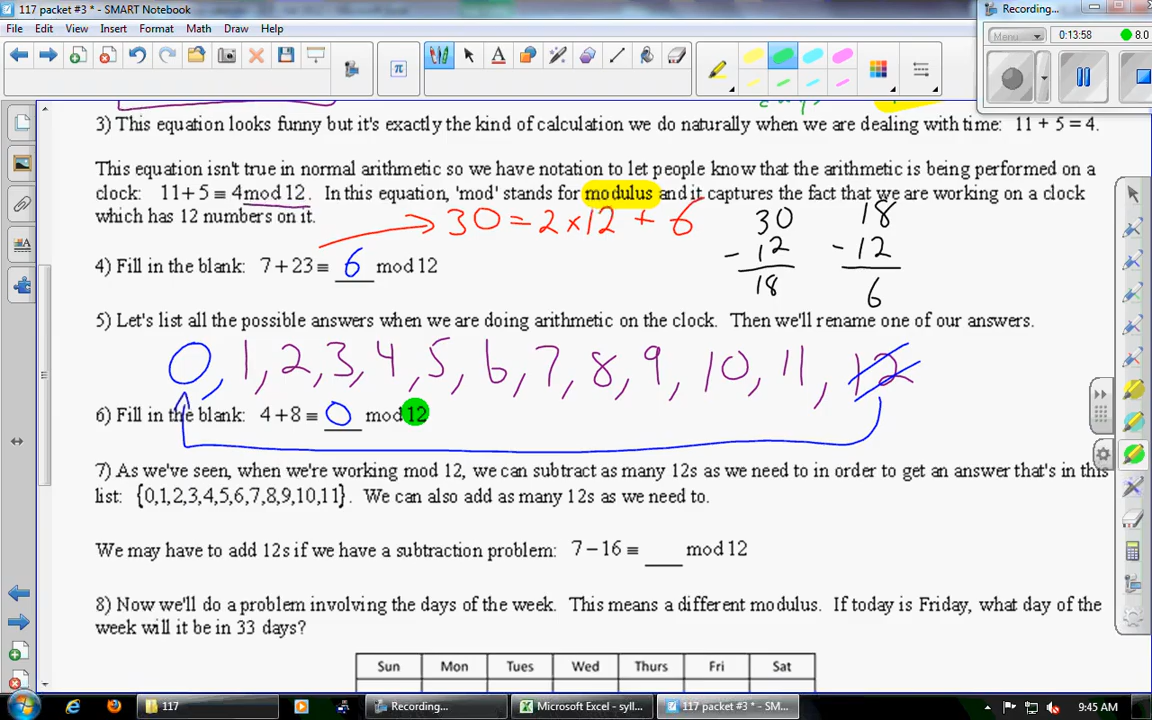 117 packet #3 * - SMART Notebook
Recording...
File Edit View Insert Format Math Draw Help
Menu 0:13:58 8.0
3) This equation looks funny but it's exactly the kind of calculation we do naturally when we are dealing with time: 11 + 5 = 4.
This equation isn't true in normal arithmetic so we have notation to let people know that the arithmetic is being performed on a
clock: 11+5 ≡ 4mod12. In this equation, 'mod' stands for modulus and it captures the fact that we are working on a clock
which has 12 numbers on it.
30 = 2 x 12 + 6
30
- 12
18
18
- 12
6
4) Fill in the blank: 7 + 23 ≡ 6 mod 12
5) Let's list all the possible answers when we are doing arithmetic on the clock. Then we'll rename one of our answers.
0, 1, 2, 3, 4, 5, 6, 7, 8, 9, 10, 11, 12
6) Fill in the blank: 4 + 8 ≡ 0 mod 12
7) As we've seen, when we're working mod 12, we can subtract as many 12s as we need to in order to get an answer that's in this
list: {0,1,2,3,4,5,6,7,8,9,10,11}. We can also add as many 12s as we need to.
We may have to add 12s if we have a subtraction problem: 7 − 16 ≡ ___ mod 12
8) Now we'll do a problem involving the days of the week. This means a different modulus. If today is Friday, what day of the
week will it be in 33 days?
Sun Mon Tues Wed Thurs Fri Sat
117 Recording... Microsoft Excel - syll... 117 packet #3 * - SM... 9:45 AM